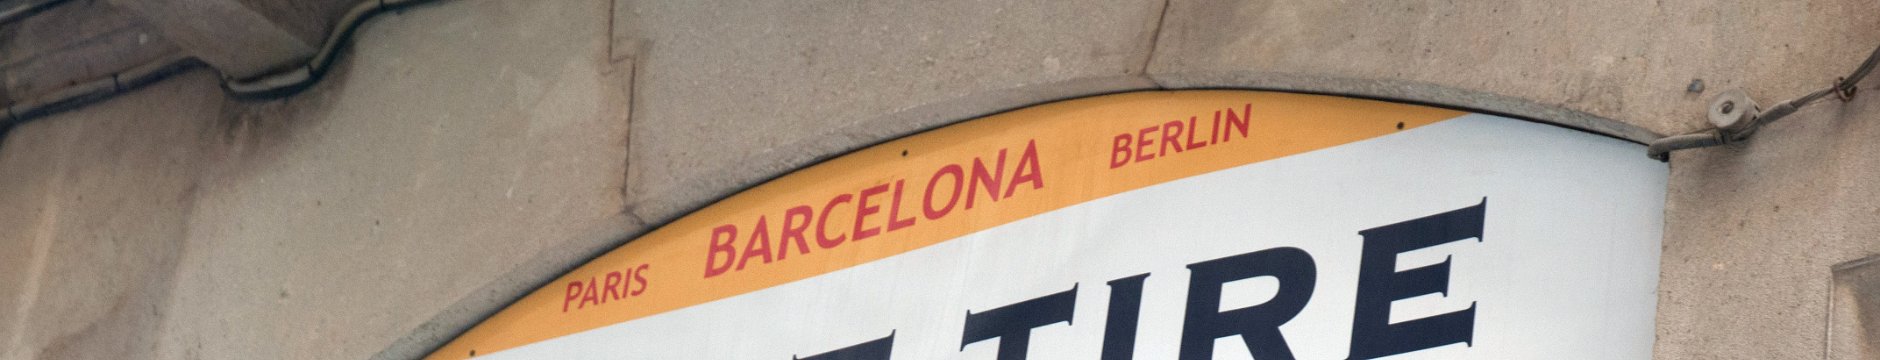 PARIS BARCELONA BERLIN
TIRE